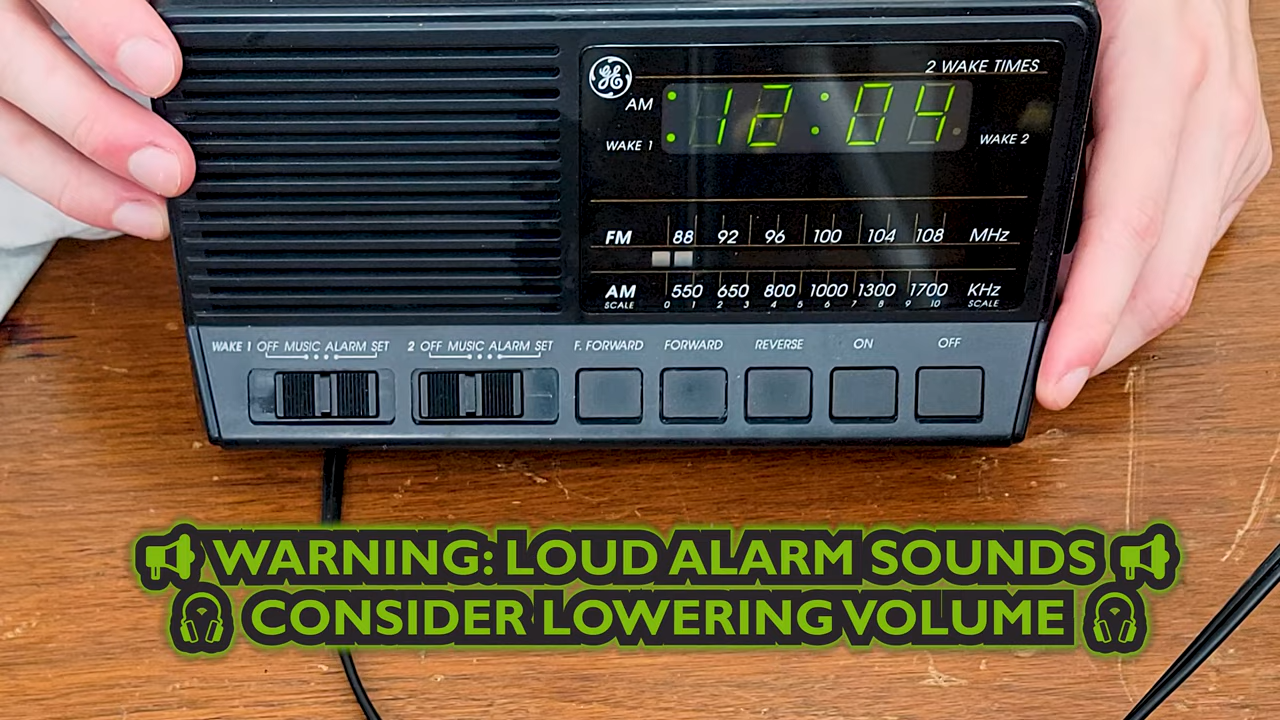 2 WAKE TIMES
AM
12:04
WAKE 1
WAKE 2
FM 88 92 96 100 104 108 MHz
AM 550 650 800 1000 1300 1700 KHz
SCALE 0 1 2 3 4 5 6 7 8 9 10 SCALE
WAKE 1 OFF MUSIC ALARM SET 2 OFF MUSIC ALARM SET F. FORWARD FORWARD REVERSE ON OFF
WARNING: LOUD ALARM SOUNDS
CONSIDER LOWERING VOLUME